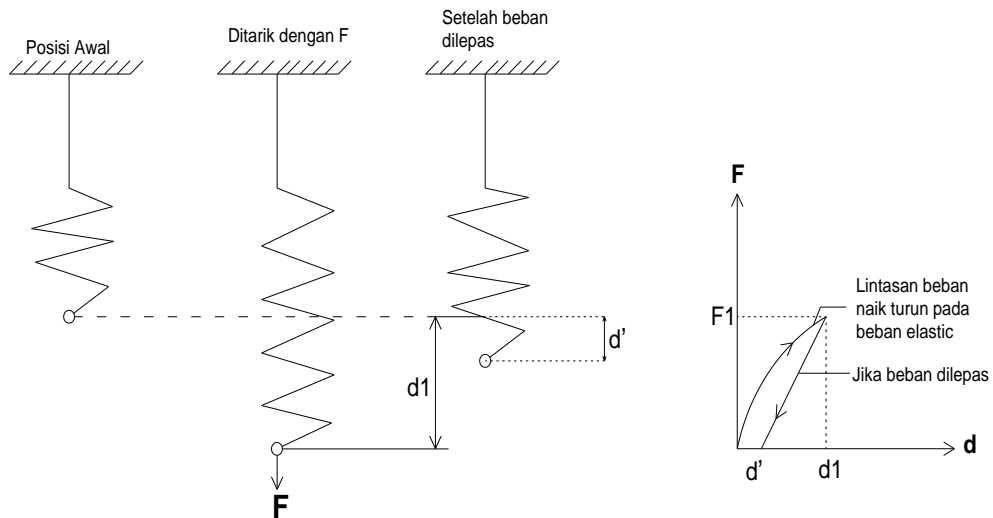 Posisi Awal
Ditarik dengan F
Setelah beban
dilepas
d'
d1
F
F
F1
Lintasan beban
naik turun pada
beban elastic
Jika beban dilepas
d
d'
d1